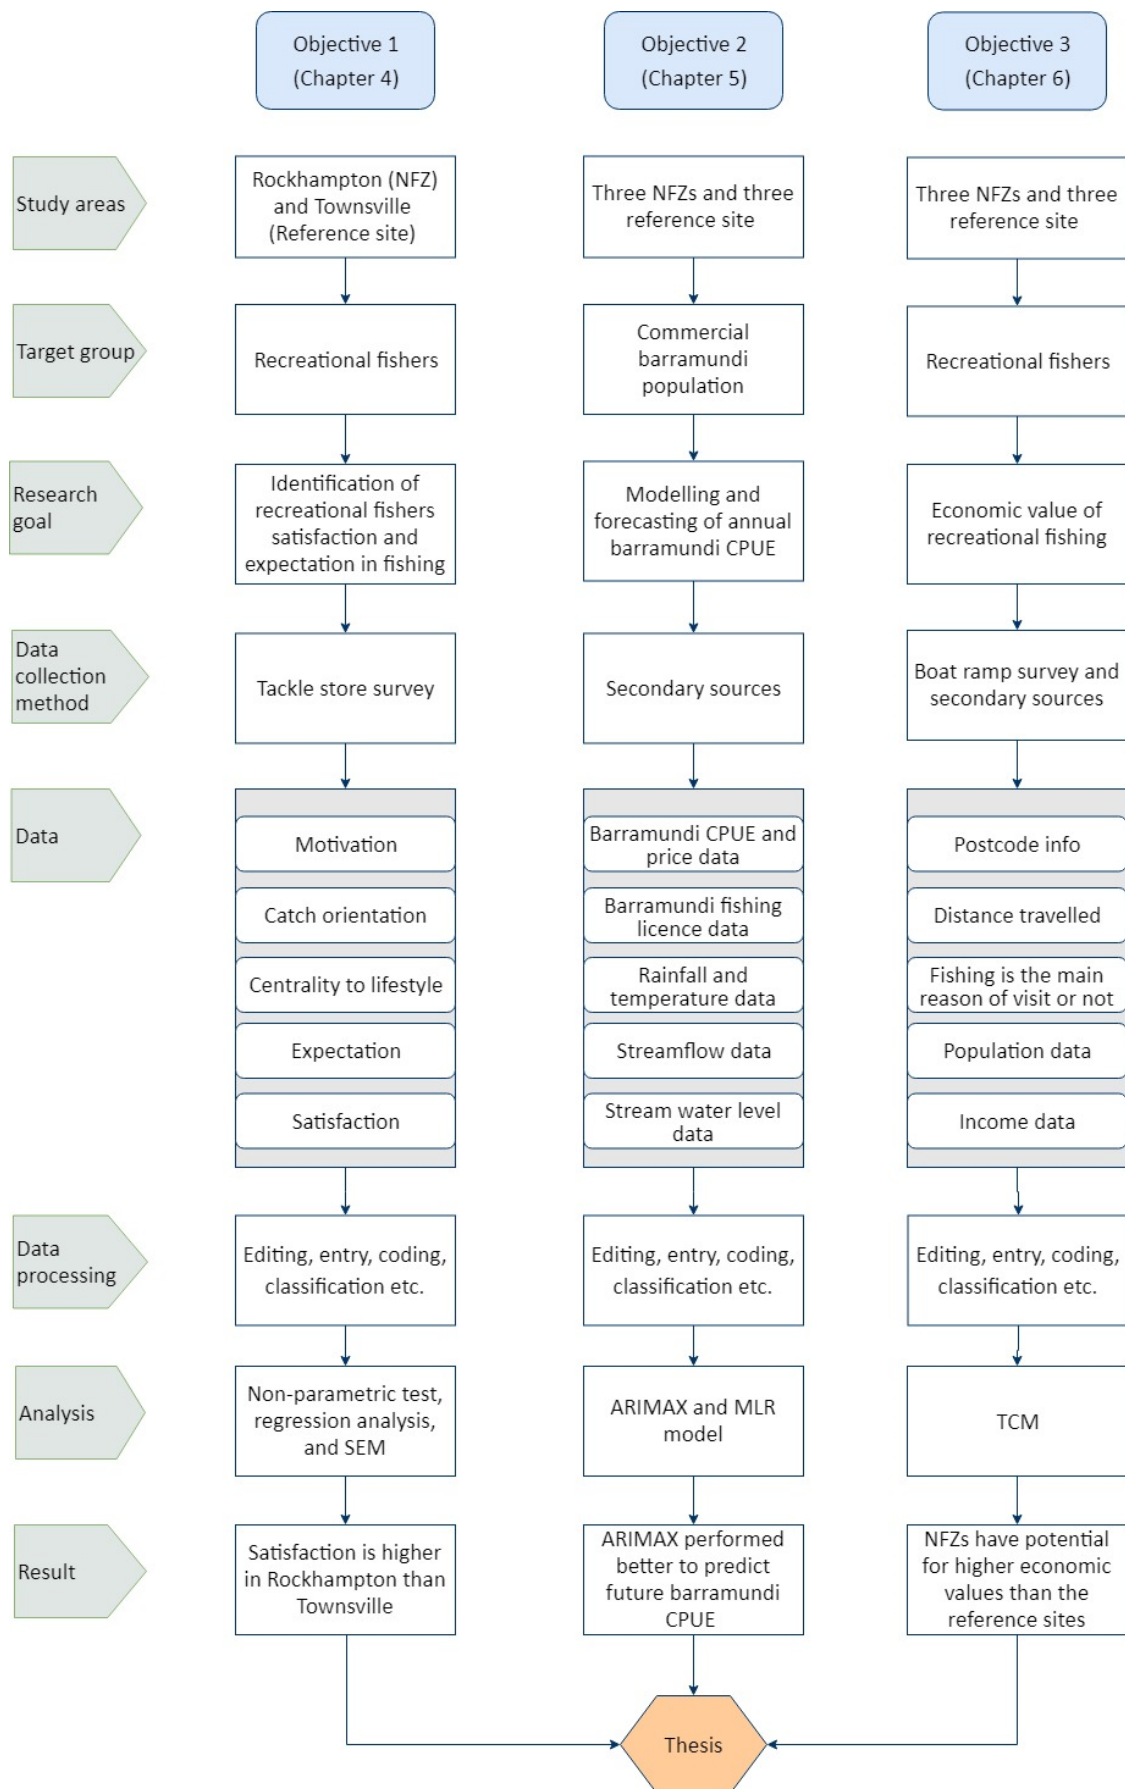 Objective 1
(Chapter 4)
Objective 2
(Chapter 5)
Objective 3
(Chapter 6)
Study areas
Rockhampton (NFZ)
and Townsville
(Reference site)
Three NFZs and three
reference site
Three NFZs and three
reference site
Target group
Recreational fishers
Commercial
barramundi
population
Recreational fishers
Research
goal
Identification of
recreational fishers
satisfaction and
expectation in fishing
Modelling and
forecasting of annual
barramundi CPUE
Economic value of
recreational fishing
Data
collection
method
Tackle store survey
Secondary sources
Boat ramp survey and
secondary sources
Data
Motivation
Catch orientation
Centrality to lifestyle
Expectation
Satisfaction
Barramundi CPUE and
price data
Barramundi fishing
licence data
Rainfall and
temperature data
Streamflow data
Stream water level
data
Postcode info
Distance travelled
Fishing is the main
reason of visit or not
Population data
Income data
Data
processing
Editing, entry, coding,
classification etc.
Editing, entry, coding,
classification etc.
Editing, entry, coding,
classification etc.
Analysis
Non-parametric test,
regression analysis,
and SEM
ARIMAX and MLR
model
TCM
Result
Satisfaction is higher
in Rockhampton than
Townsville
ARIMAX performed
better to predict
future barramundi
CPUE
NFZs have potential
for higher economic
values than the
reference sites
Thesis